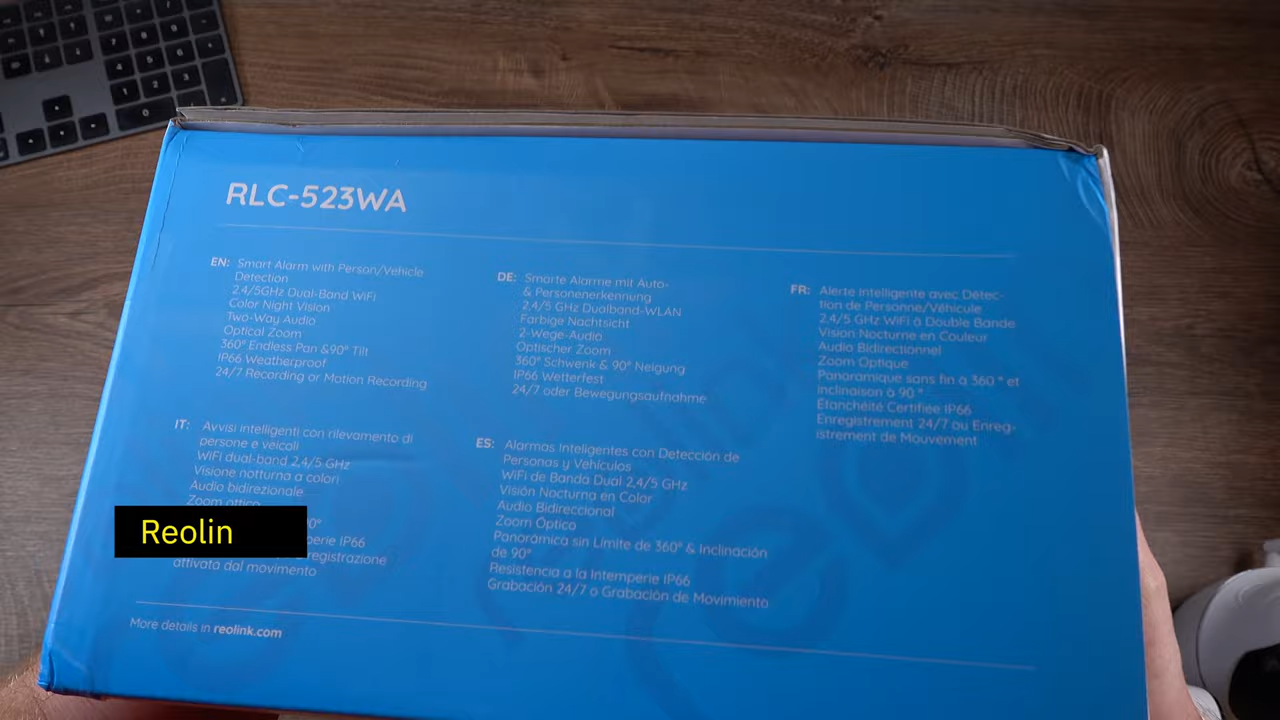 RLC-523WA
EN: Smart Alarm with Person/Vehicle
Detection
2.4/5GHz Dual-Band WiFi
Color Night Vision
Two-Way Audio
Optical Zoom
360° Endless Pan &90° Tilt
IP66 Weatherproof
24/7 Recording or Motion Recording
DE: Smarte Alarme mit Auto-
& Personenerkennung
2,4/5 GHz Dualband-WLAN
Farbige Nachtsicht
2-Wege-Audio
Optischer Zoom
360° Schwenk & 90° Neigung
IP66 Wetterfest
24/7 oder Bewegungsaufnahme
FR: Alerte Intelligente avec Détec-
tion de Personne/Véhicule
2,4/5 GHz WiFi à Double Bande
Vision Nocturne en Couleur
Audio Bidirectionnel
Zoom Optique
Panoramique sans fin à 360 ° et
inclinaison à 90 °
Étanchéité Certifiée IP66
Enregistrement 24/7 ou Enreg-
istrement de Mouvement
IT: Avvisi intelligenti con rilevamento di
persone e veicoli
WiFi dual-band 2,4/5 GHz
Visione notturna a colori
Audio bidirezionale
Zoom ottico
IP66
registrazione
attivata dal movimento
ES: Alarmas Inteligentes con Detección de
Personas y Vehículos
WiFi de Banda Dual 2,4/5 GHz
Visión Nocturna en Color
Audio Bidireccional
Zoom Óptico
Panorámica sin Límite de 360° & Inclinación
de 90°
Resistencia a la Intemperie IP66
Grabación 24/7 o Grabación de Movimiento
Reolin
More details in reolink.com